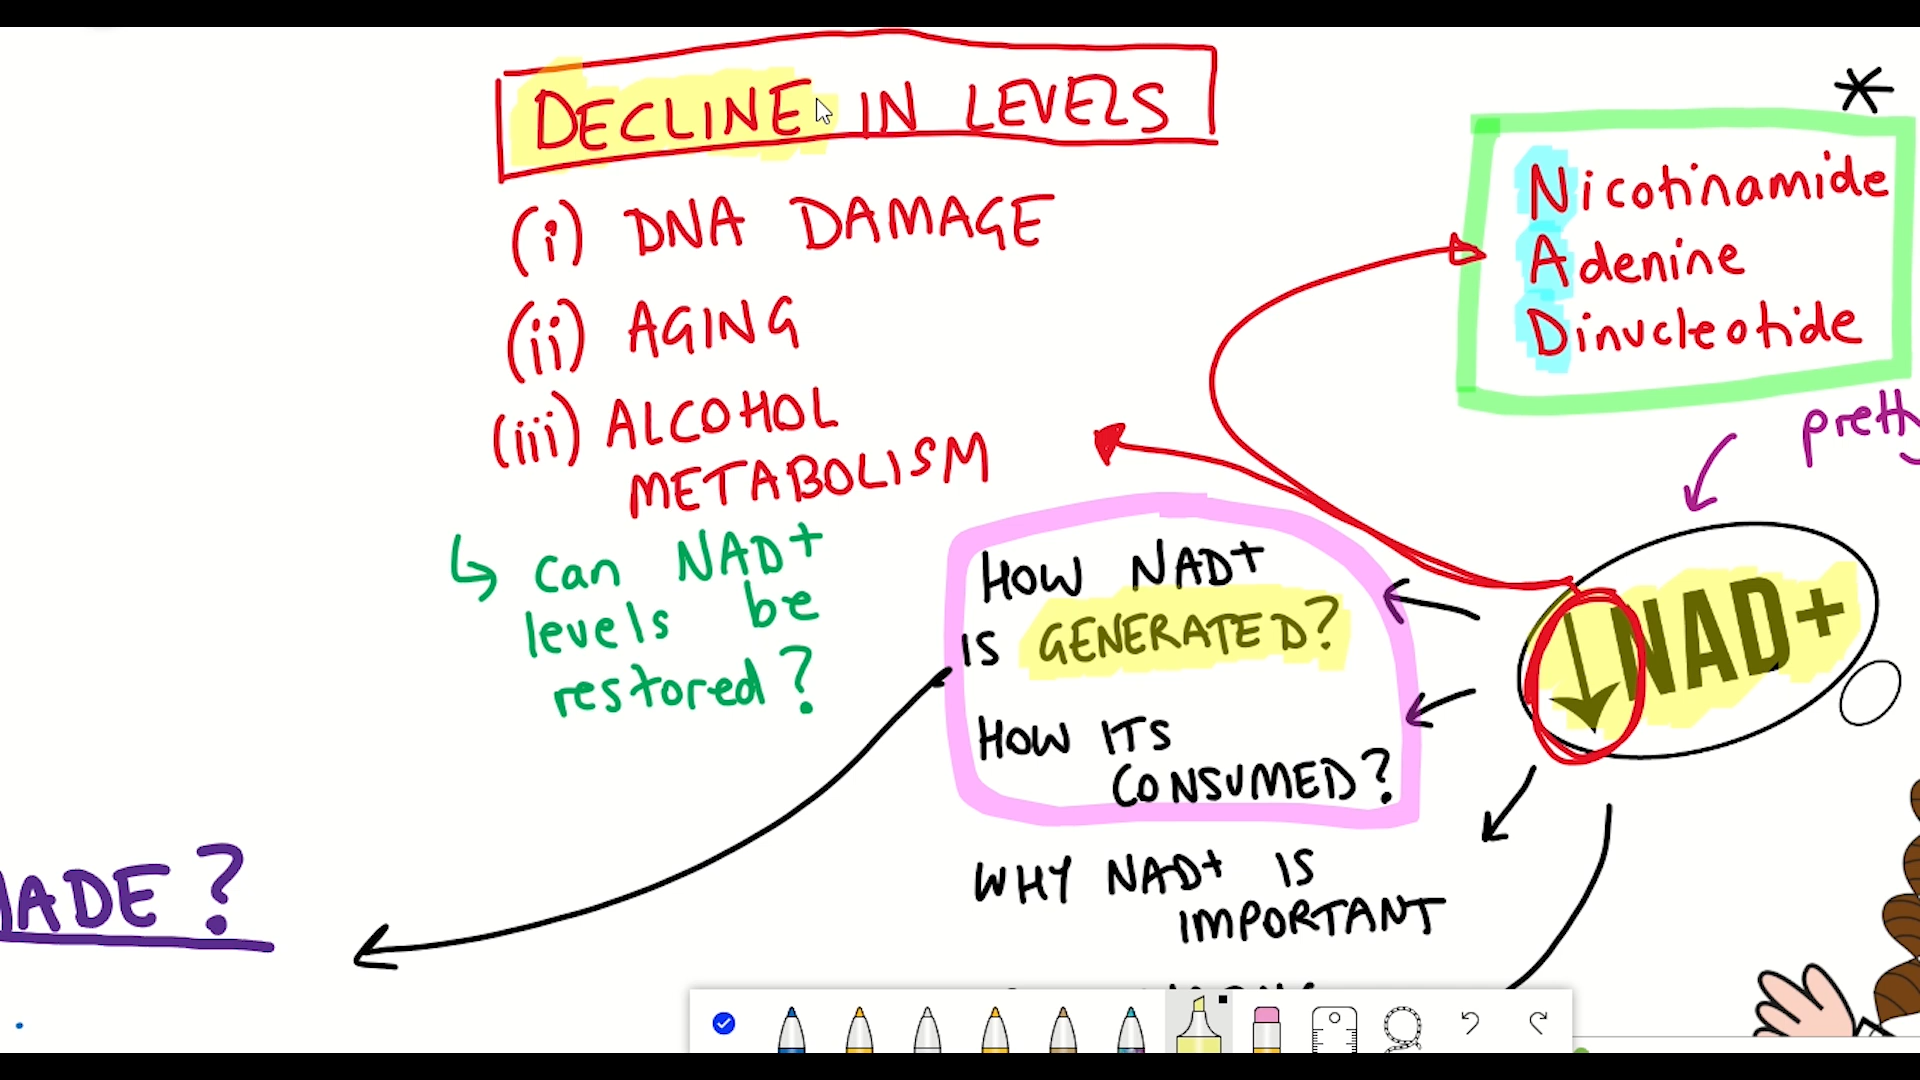 DECLINE IN LEVELS
(i) DNA DAMAGE
(ii) AGING
(iii) ALCOHOL
METABOLISM
↳ can NAD+
levels be
restored?
Nicotinamide
Adenine
Dinucleotide
pretty
↓NAD+
HOW NAD+
IS GENERATED?
HOW ITS
CONSUMED?
WHY NAD+ IS
IMPORTANT
ADE?